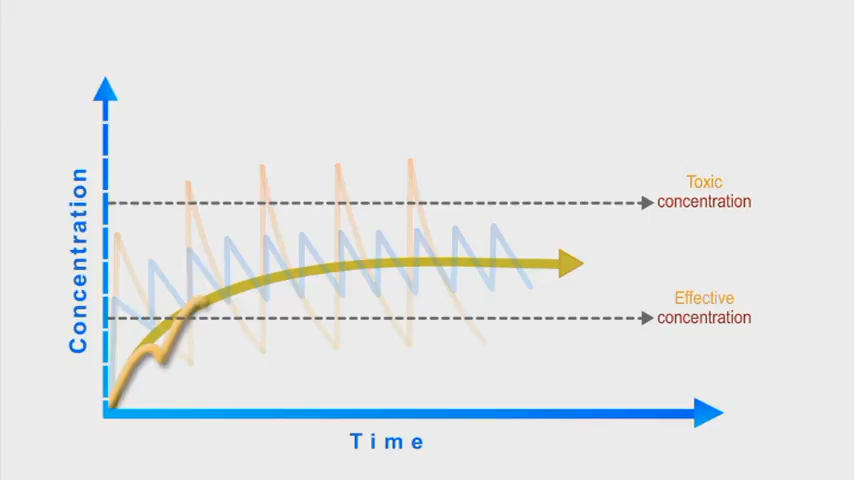 Concentration
Toxic
concentration
Effective
concentration
Time